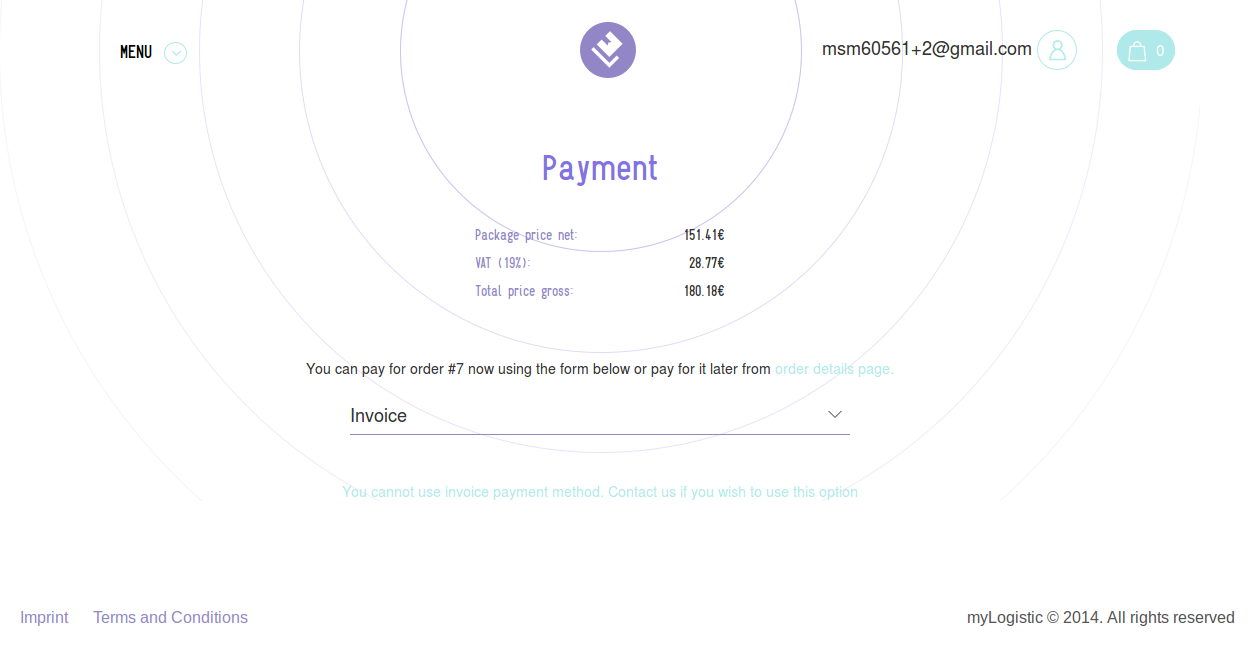 MENU
msm60561+2@gmail.com
0
Payment
Package price net: 151.41€
VAT (19%): 28.77€
Total price gross: 180.18€
You can pay for order #7 now using the form below or pay for it later from order details page.
Invoice
You cannot use invoice payment method. Contact us if you wish to use this option
Imprint Terms and Conditions myLogistic © 2014. All rights reserved